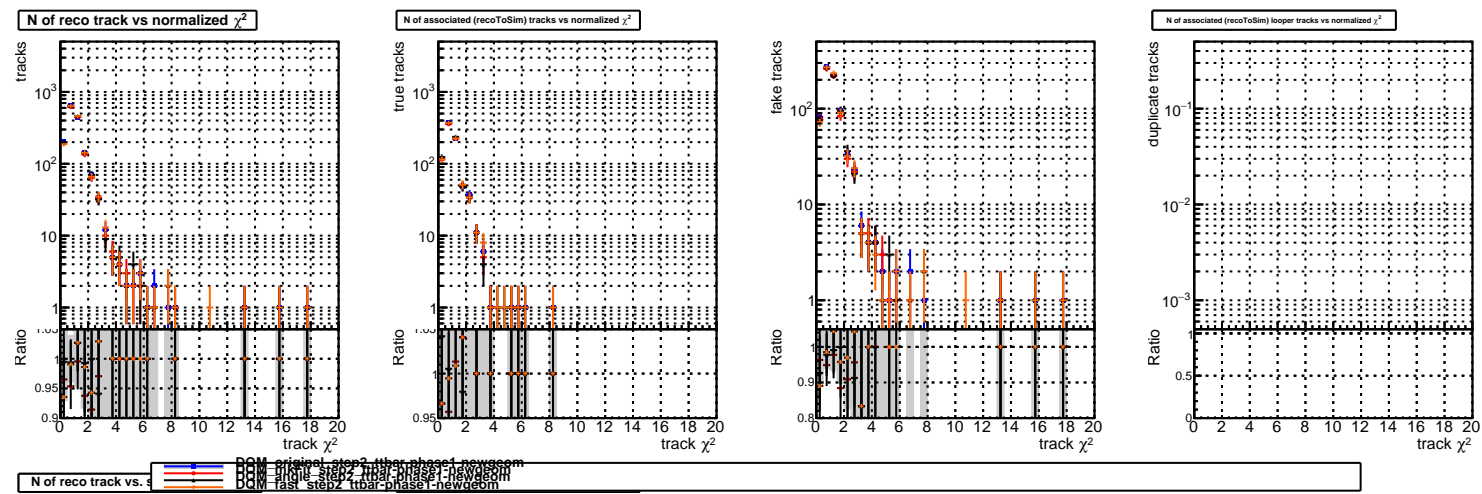 N of reco track vs normalized χ²
N of associated (recoToSim) tracks vs normalized χ²
N of associated (recoToSim) looper tracks vs normalized χ²
tracks
10³
10²
10
1
Ratio
1
0.95
0.9
0 2 4 6 8 10 12 14 16 18 20
track χ²
true tracks
10³
10²
10
1
Ratio
1
0.95
0 2 4 6 8 10 12 14 16 18 20
track χ²
fake tracks
10²
10
1
Ratio
1
0.9
0.8
0 2 4 6 8 10 12 14 16 18 20
track χ²
duplicate tracks
10⁻¹
10⁻²
10⁻³
Ratio
1
0.5
0
0 2 4 6 8 10 12 14 16 18 20
track χ²
N of reco track vs.
DQM_original_step2_ttbar-phase1-newgeom
step2_ttbar-phase1-newgeom
DQM_angle_step2_ttbar-phase1-newgeom
DQM_fast_step2_ttbar-phase1-newgeom